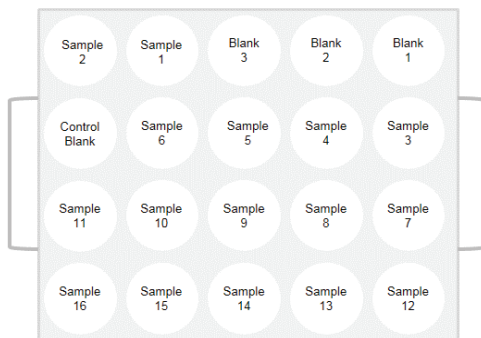 Sample
2
Sample
1
Blank
3
Blank
2
Blank
1
Control
Blank
Sample
6
Sample
5
Sample
4
Sample
3
Sample
11
Sample
10
Sample
9
Sample
8
Sample
7
Sample
16
Sample
15
Sample
14
Sample
13
Sample
12